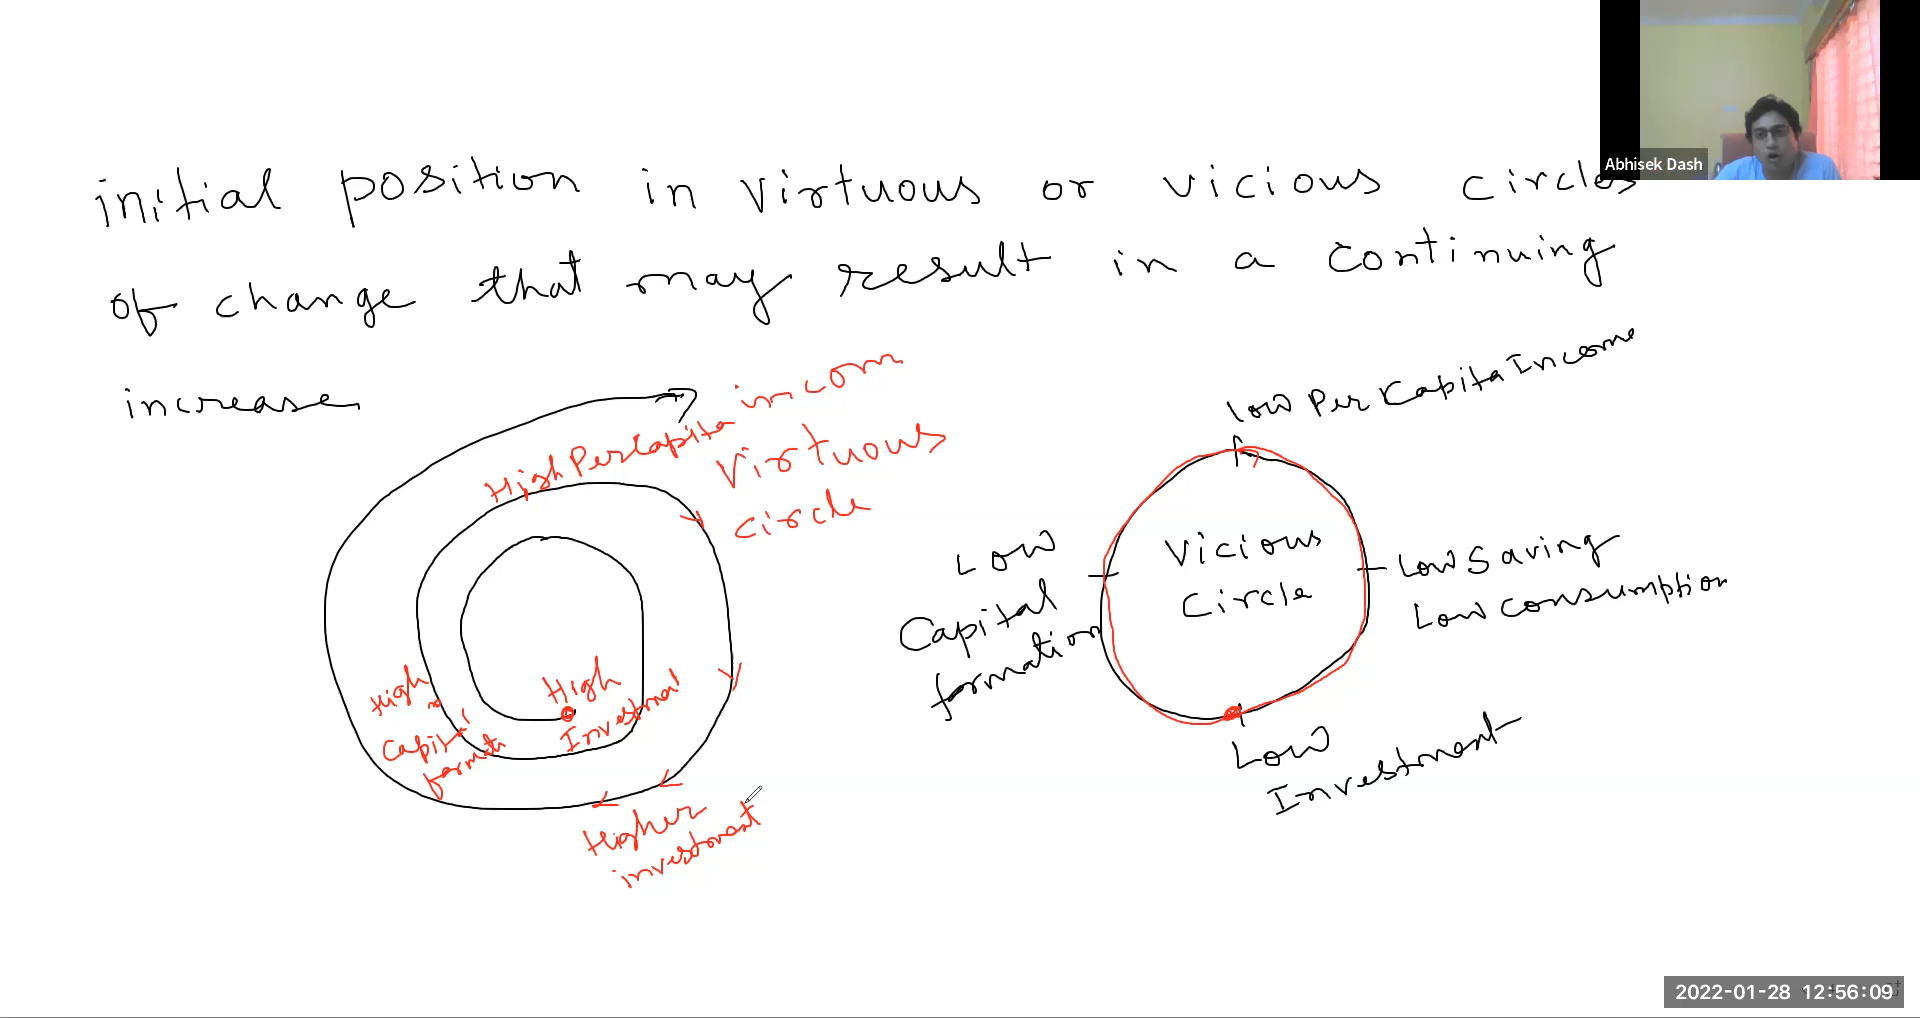 Abhisek Dash
initial position in virtuous or vicious circles
of change that may result in a continuing
increase
High Per Capita incom
Virtuous
circle
High
Capital
format
High
Investment
Higher
investment
low Per Capita Income
Vicious
Circle
Low
Capital
formation
Low Saving
Low Consumption
Low
Investment
2022-01-28 12:56:09